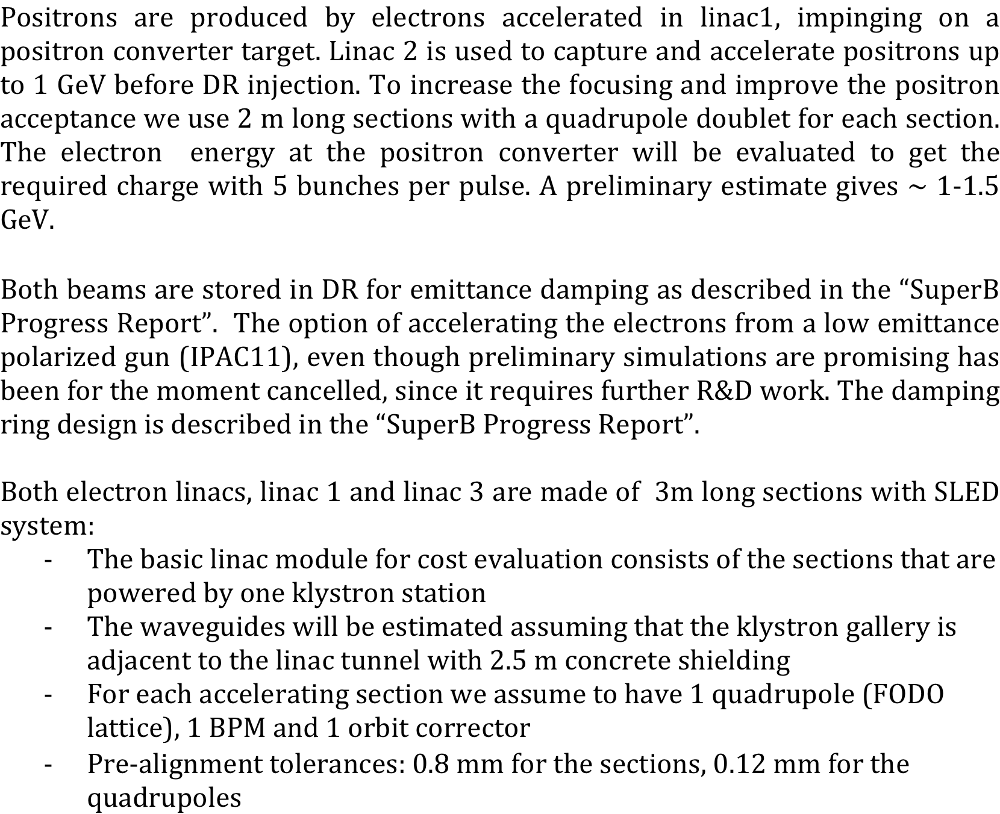 Positrons are produced by electrons accelerated in linac1, impinging on a
positron converter target. Linac 2 is used to capture and accelerate positrons up
to 1 GeV before DR injection. To increase the focusing and improve the positron
acceptance we use 2 m long sections with a quadrupole doublet for each section.
The electron  energy at the positron converter will be evaluated to get the
required charge with 5 bunches per pulse. A preliminary estimate gives ~ 1-1.5
GeV.
Both beams are stored in DR for emittance damping as described in the “SuperB
Progress Report”.  The option of accelerating the electrons from a low emittance
polarized gun (IPAC11), even though preliminary simulations are promising has
been for the moment cancelled, since it requires further R&D work. The damping
ring design is described in the “SuperB Progress Report”.
Both electron linacs, linac 1 and linac 3 are made of  3m long sections with SLED
system:
- The basic linac module for cost evaluation consists of the sections that are
powered by one klystron station
- The waveguides will be estimated assuming that the klystron gallery is
adjacent to the linac tunnel with 2.5 m concrete shielding
- For each accelerating section we assume to have 1 quadrupole (FODO
lattice), 1 BPM and 1 orbit corrector
- Pre-alignment tolerances: 0.8 mm for the sections, 0.12 mm for the
quadrupoles